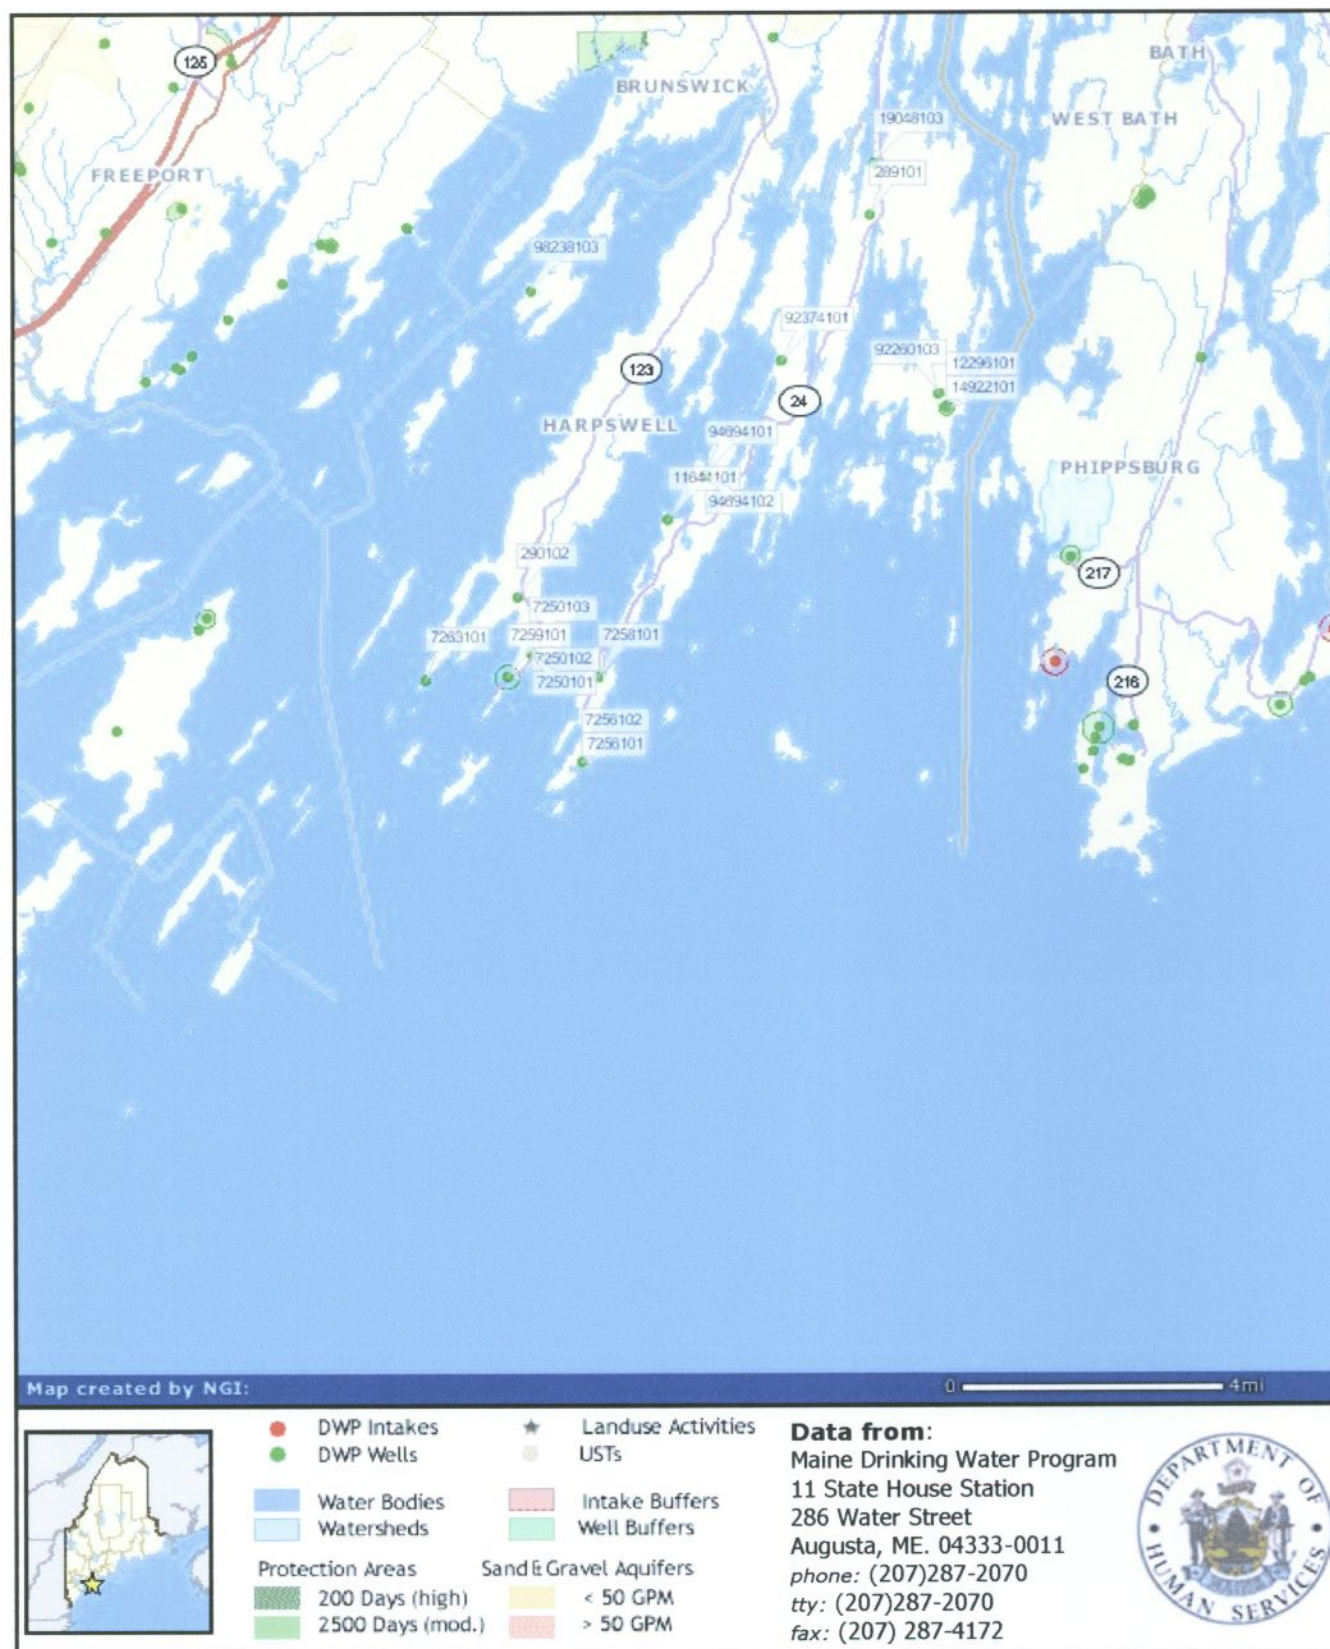 125
BATH
BRUNSWICK
19048103
WEST BATH
289101
FREEPORT
98238103
92374101
92260103
12296101
123
14922101
24
HARPSWELL
94694101
PHIPPSBURG
11644101
94694102
290102
217
7250103
7263101
7259101
7258101
7250102
7250101
216
7256102
7256101
Map created by NGI:
0
4mi
DWP Intakes
DWP Wells
Water Bodies
Watersheds
Protection Areas
200 Days (high)
2500 Days (mod.)
Landuse Activities
USTs
Intake Buffers
Well Buffers
Sand & Gravel Aquifers
< 50 GPM
> 50 GPM
Data from:
Maine Drinking Water Program
11 State House Station
286 Water Street
Augusta, ME. 04333-0011
phone: (207)287-2070
tty: (207)287-2070
fax: (207) 287-4172
DEPARTMENT OF
HUMAN SERVICES